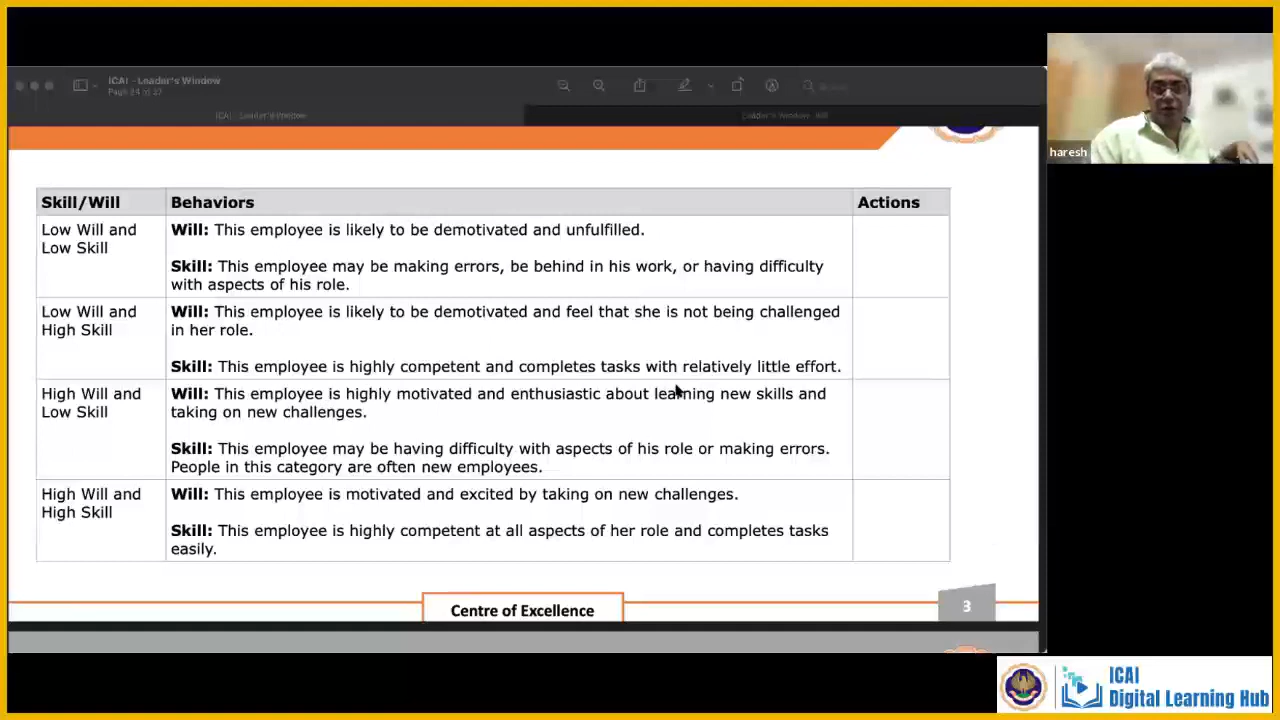 ICAI - Leader's Window
ICAI - Leader's Window
Leader's Window
haresh
Skill/Will Behaviors Actions
Low Will and
Low Skill
Will: This employee is likely to be demotivated and unfulfilled.
Skill: This employee may be making errors, be behind in his work, or having difficulty
with aspects of his role.
Low Will and
High Skill
Will: This employee is likely to be demotivated and feel that she is not being challenged
in her role.
Skill: This employee is highly competent and completes tasks with relatively little effort.
High Will and
Low Skill
Will: This employee is highly motivated and enthusiastic about learning new skills and
taking on new challenges.
Skill: This employee may be having difficulty with aspects of his role or making errors.
People in this category are often new employees.
High Will and
High Skill
Will: This employee is motivated and excited by taking on new challenges.
Skill: This employee is highly competent at all aspects of her role and completes tasks
easily.
Centre of Excellence
3
ICAI
Digital Learning Hub